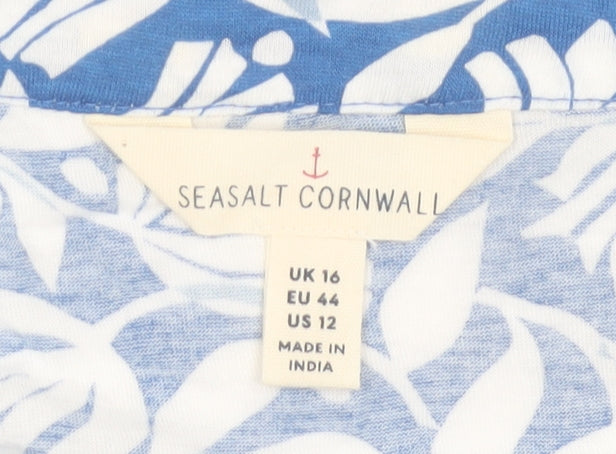 SEASALT CORNWALL
UK 16
EU 44
US 12
MADE IN
INDIA